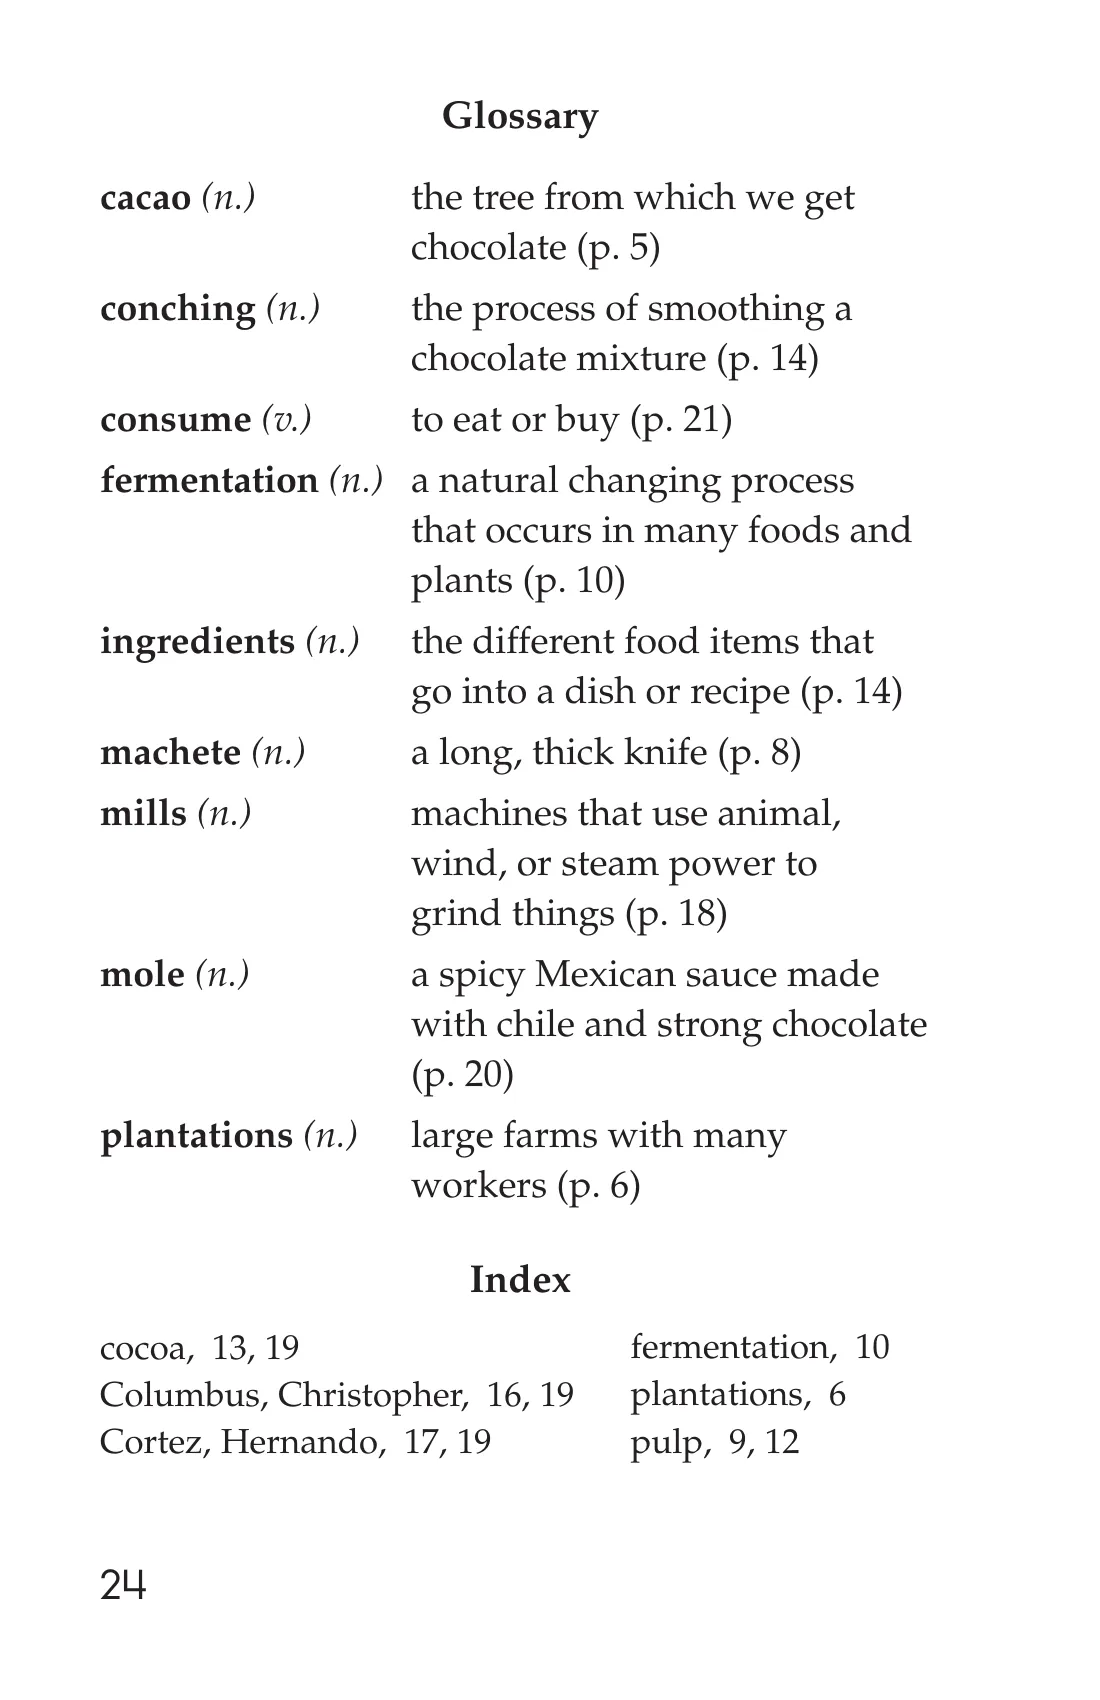 Glossary
cacao (n.) the tree from which we get
chocolate (p. 5)
conching (n.) the process of smoothing a
chocolate mixture (p. 14)
consume (v.) to eat or buy (p. 21)
fermentation (n.) a natural changing process
that occurs in many foods and
plants (p. 10)
ingredients (n.) the different food items that
go into a dish or recipe (p. 14)
machete (n.) a long, thick knife (p. 8)
mills (n.) machines that use animal,
wind, or steam power to
grind things (p. 18)
mole (n.) a spicy Mexican sauce made
with chile and strong chocolate
(p. 20)
plantations (n.) large farms with many
workers (p. 6)
Index
cocoa, 13, 19
Columbus, Christopher, 16, 19
Cortez, Hernando, 17, 19
fermentation, 10
plantations, 6
pulp, 9, 12
24